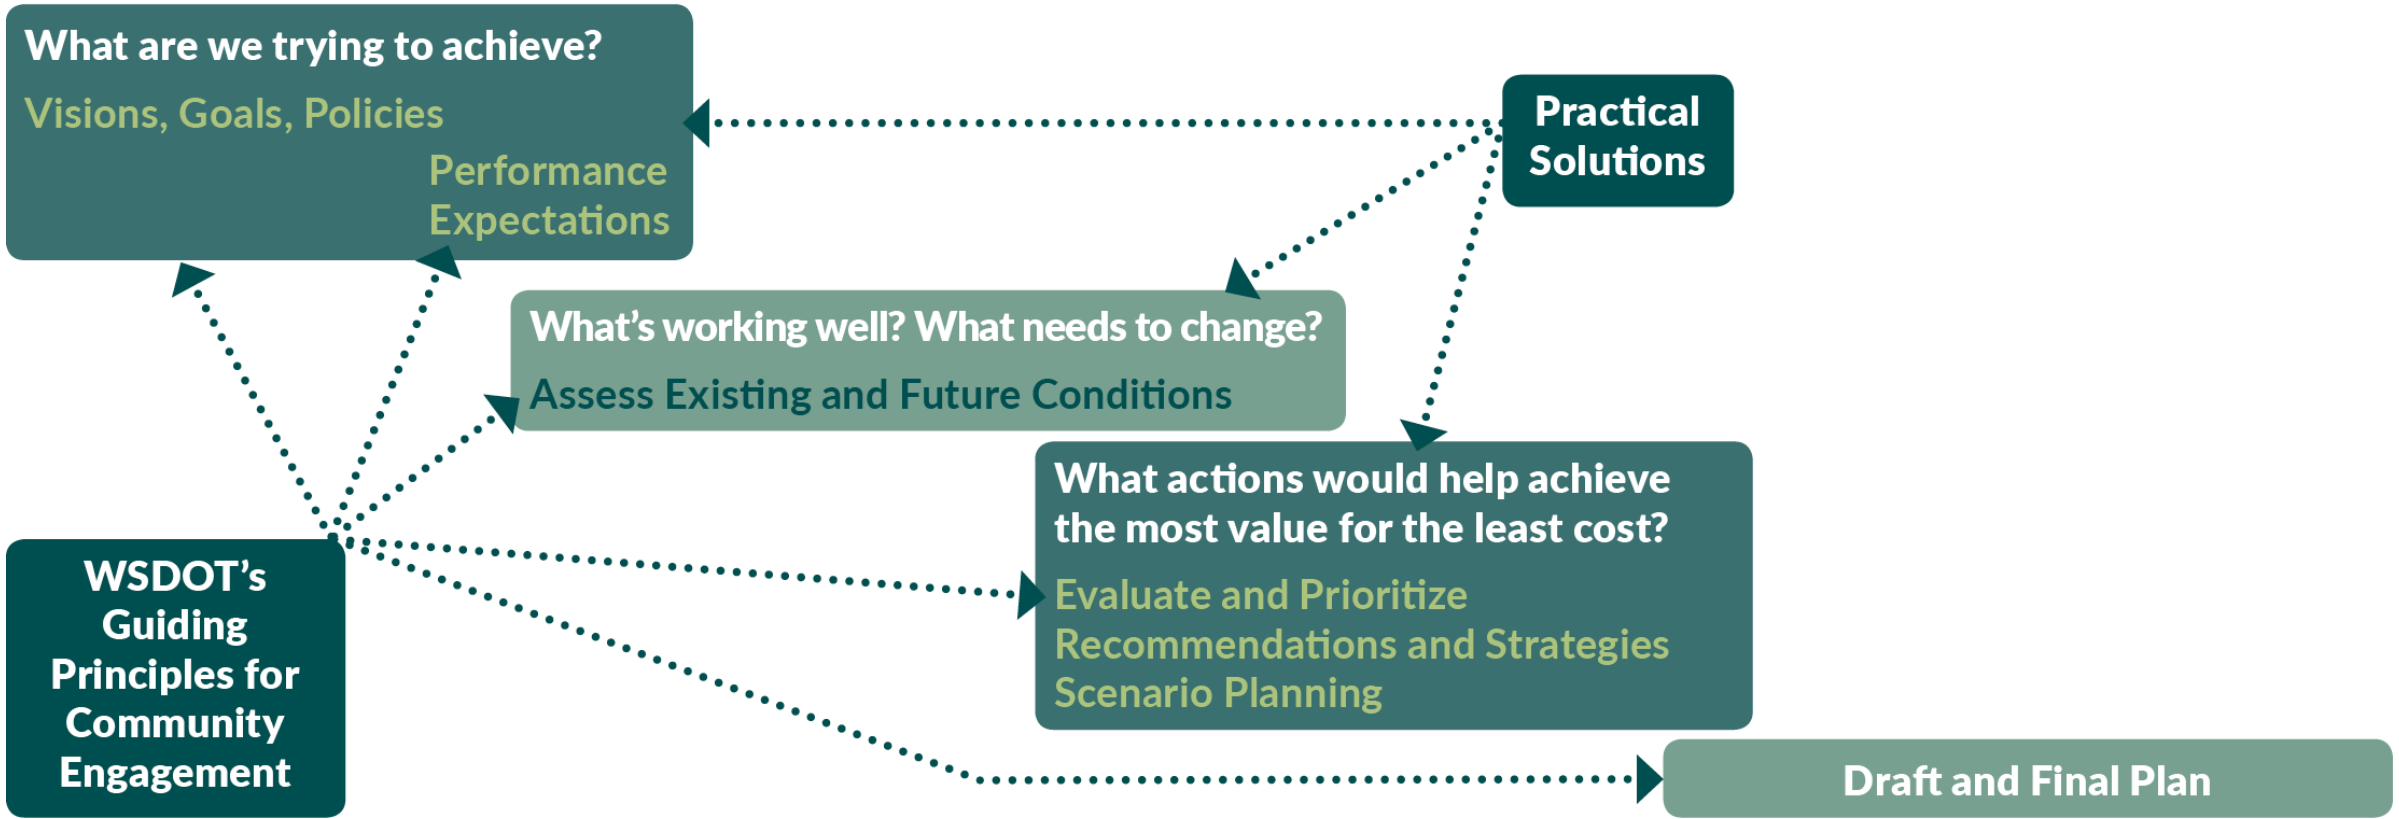 What are we trying to achieve?
Visions, Goals, Policies
Performance
Expectations
Practical
Solutions
What’s working well? What needs to change?
Assess Existing and Future Conditions
What actions would help achieve
the most value for the least cost?
Evaluate and Prioritize
Recommendations and Strategies
Scenario Planning
WSDOT’s
Guiding
Principles for
Community
Engagement
Draft and Final Plan